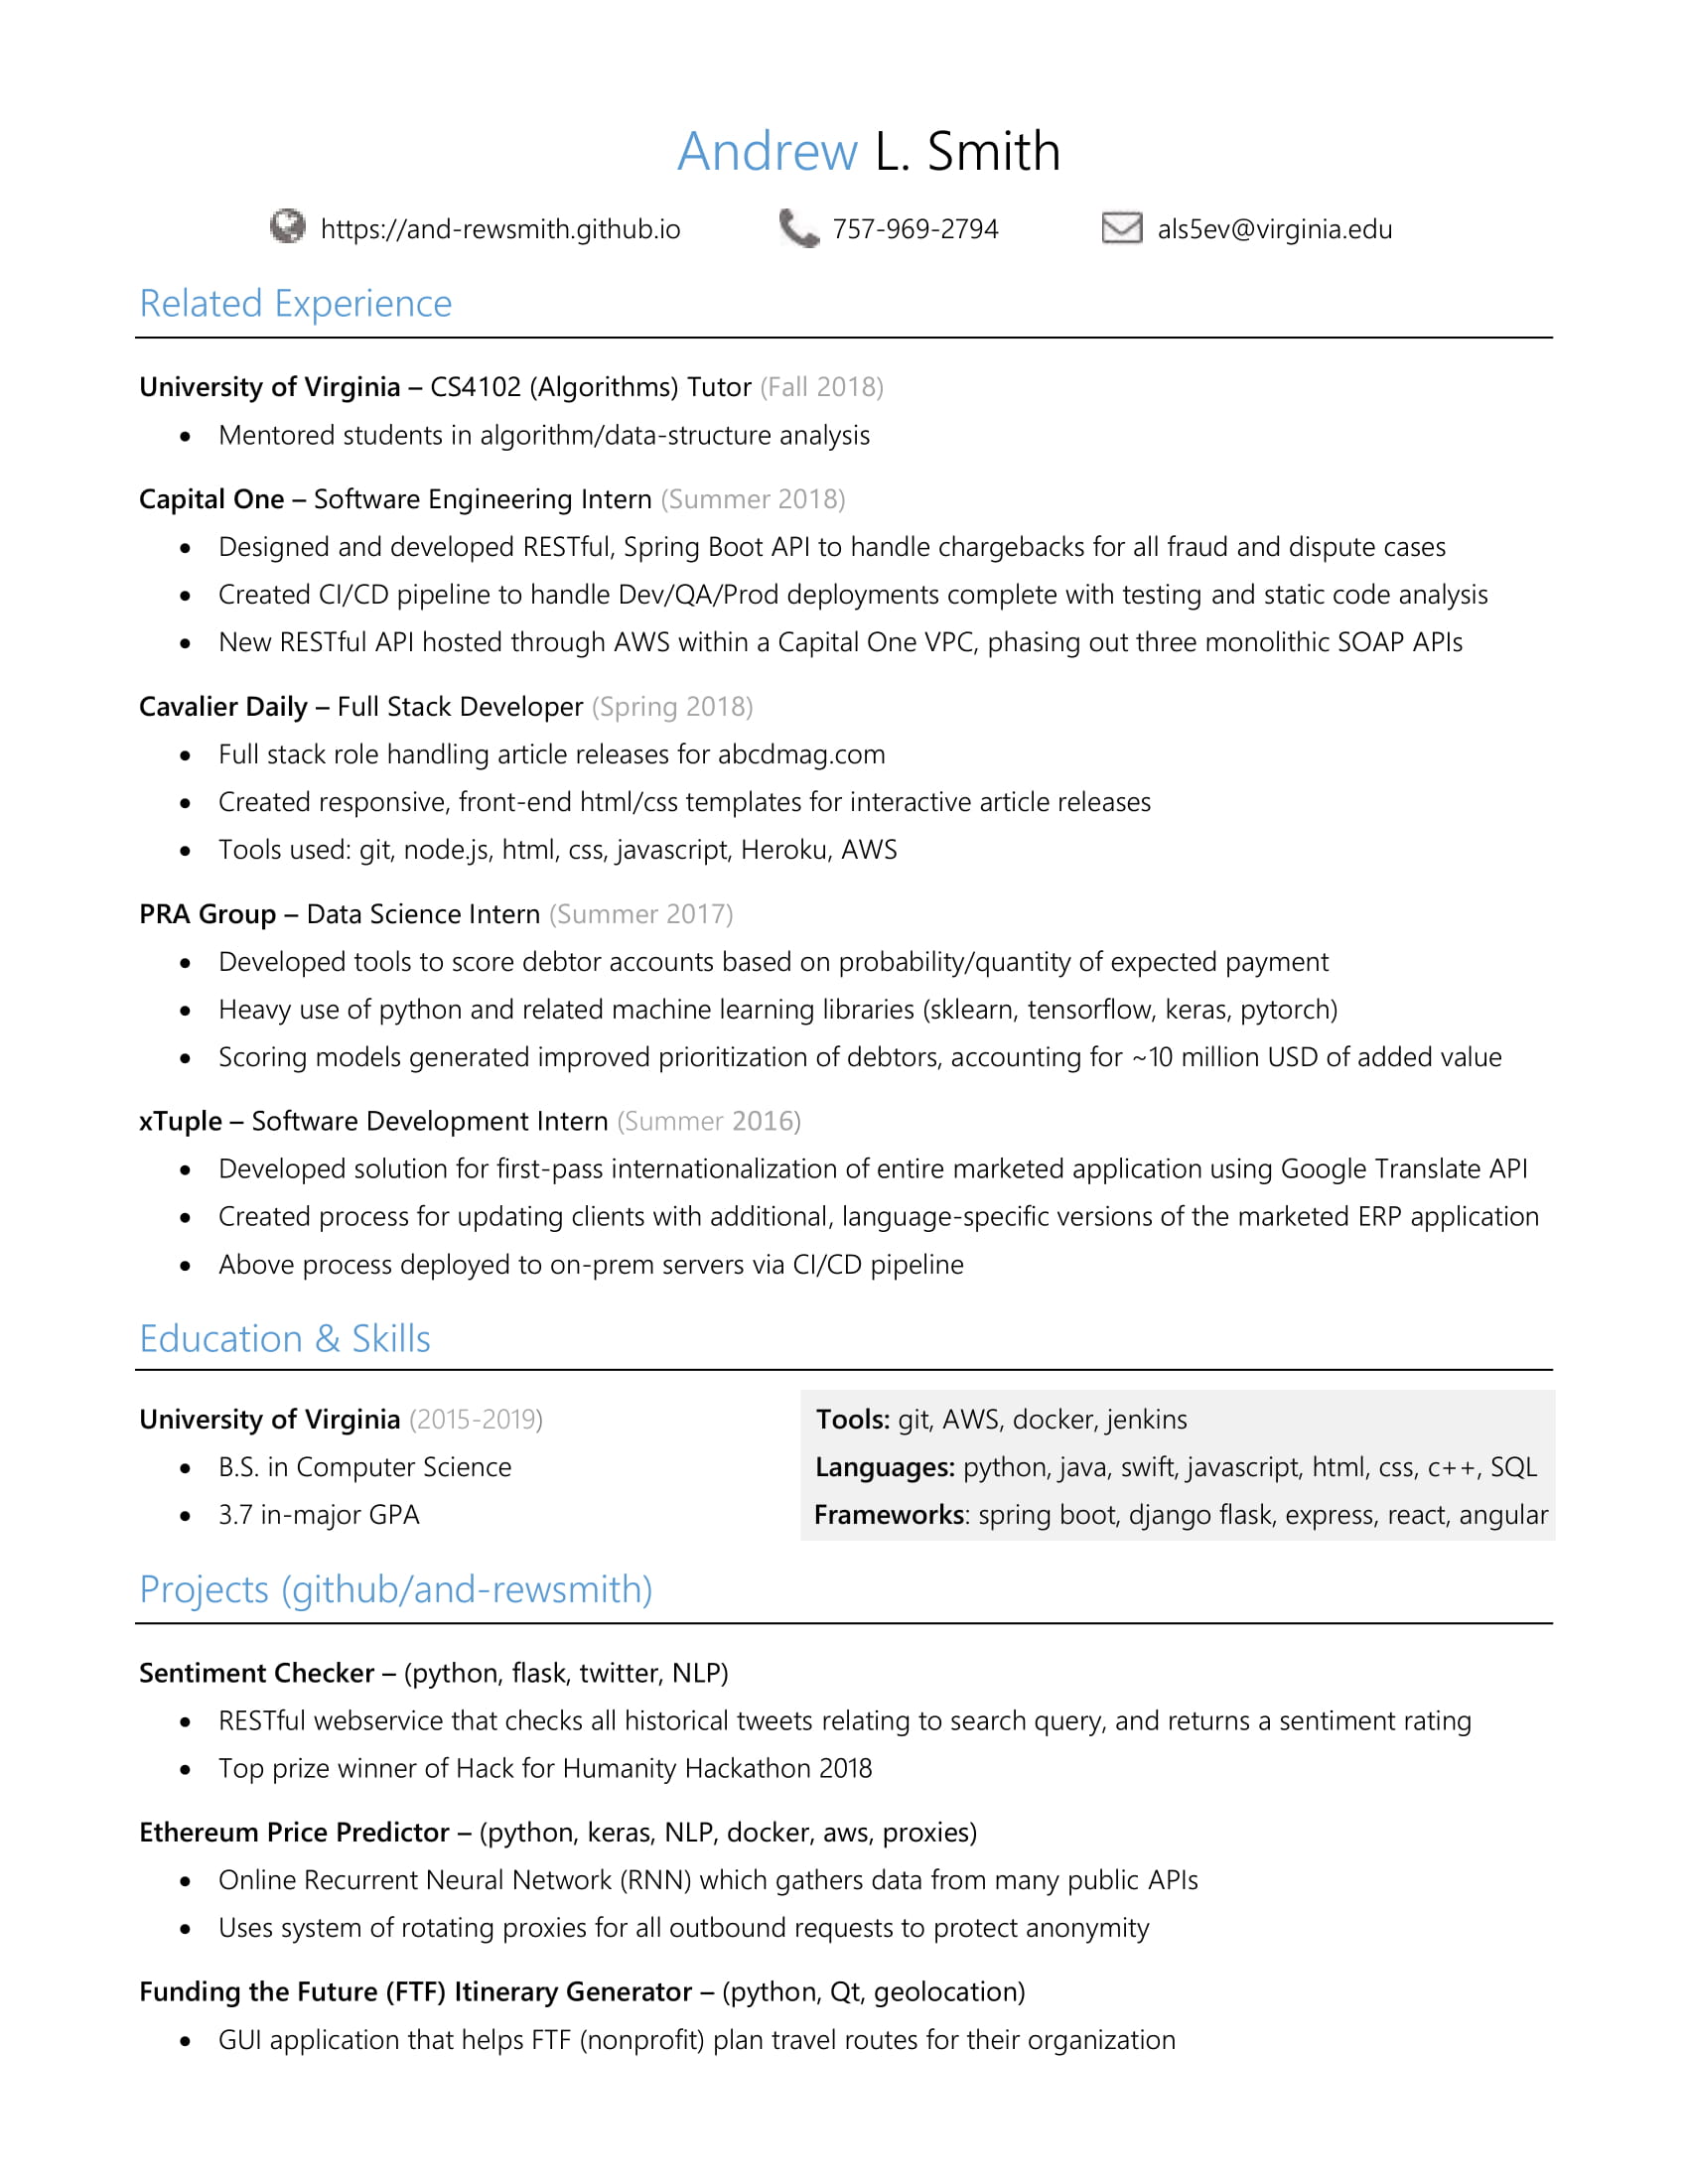 Andrew L. Smith
https://and-rewsmith.github.io 757-969-2794 als5ev@virginia.edu
Related Experience
University of Virginia – CS4102 (Algorithms) Tutor (Fall 2018)
• Mentored students in algorithm/data-structure analysis
Capital One – Software Engineering Intern (Summer 2018)
• Designed and developed RESTful, Spring Boot API to handle chargebacks for all fraud and dispute cases
• Created CI/CD pipeline to handle Dev/QA/Prod deployments complete with testing and static code analysis
• New RESTful API hosted through AWS within a Capital One VPC, phasing out three monolithic SOAP APIs
Cavalier Daily – Full Stack Developer (Spring 2018)
• Full stack role handling article releases for abcdmag.com
• Created responsive, front-end html/css templates for interactive article releases
• Tools used: git, node.js, html, css, javascript, Heroku, AWS
PRA Group – Data Science Intern (Summer 2017)
• Developed tools to score debtor accounts based on probability/quantity of expected payment
• Heavy use of python and related machine learning libraries (sklearn, tensorflow, keras, pytorch)
• Scoring models generated improved prioritization of debtors, accounting for ~10 million USD of added value
xTuple – Software Development Intern (Summer 2016)
• Developed solution for first-pass internationalization of entire marketed application using Google Translate API
• Created process for updating clients with additional, language-specific versions of the marketed ERP application
• Above process deployed to on-prem servers via CI/CD pipeline
Education & Skills
University of Virginia (2015-2019)
• B.S. in Computer Science
• 3.7 in-major GPA
Tools: git, AWS, docker, jenkins
Languages: python, java, swift, javascript, html, css, c++, SQL
Frameworks: spring boot, django flask, express, react, angular
Projects (github/and-rewsmith)
Sentiment Checker – (python, flask, twitter, NLP)
• RESTful webservice that checks all historical tweets relating to search query, and returns a sentiment rating
• Top prize winner of Hack for Humanity Hackathon 2018
Ethereum Price Predictor – (python, keras, NLP, docker, aws, proxies)
• Online Recurrent Neural Network (RNN) which gathers data from many public APIs
• Uses system of rotating proxies for all outbound requests to protect anonymity
Funding the Future (FTF) Itinerary Generator – (python, Qt, geolocation)
• GUI application that helps FTF (nonprofit) plan travel routes for their organization